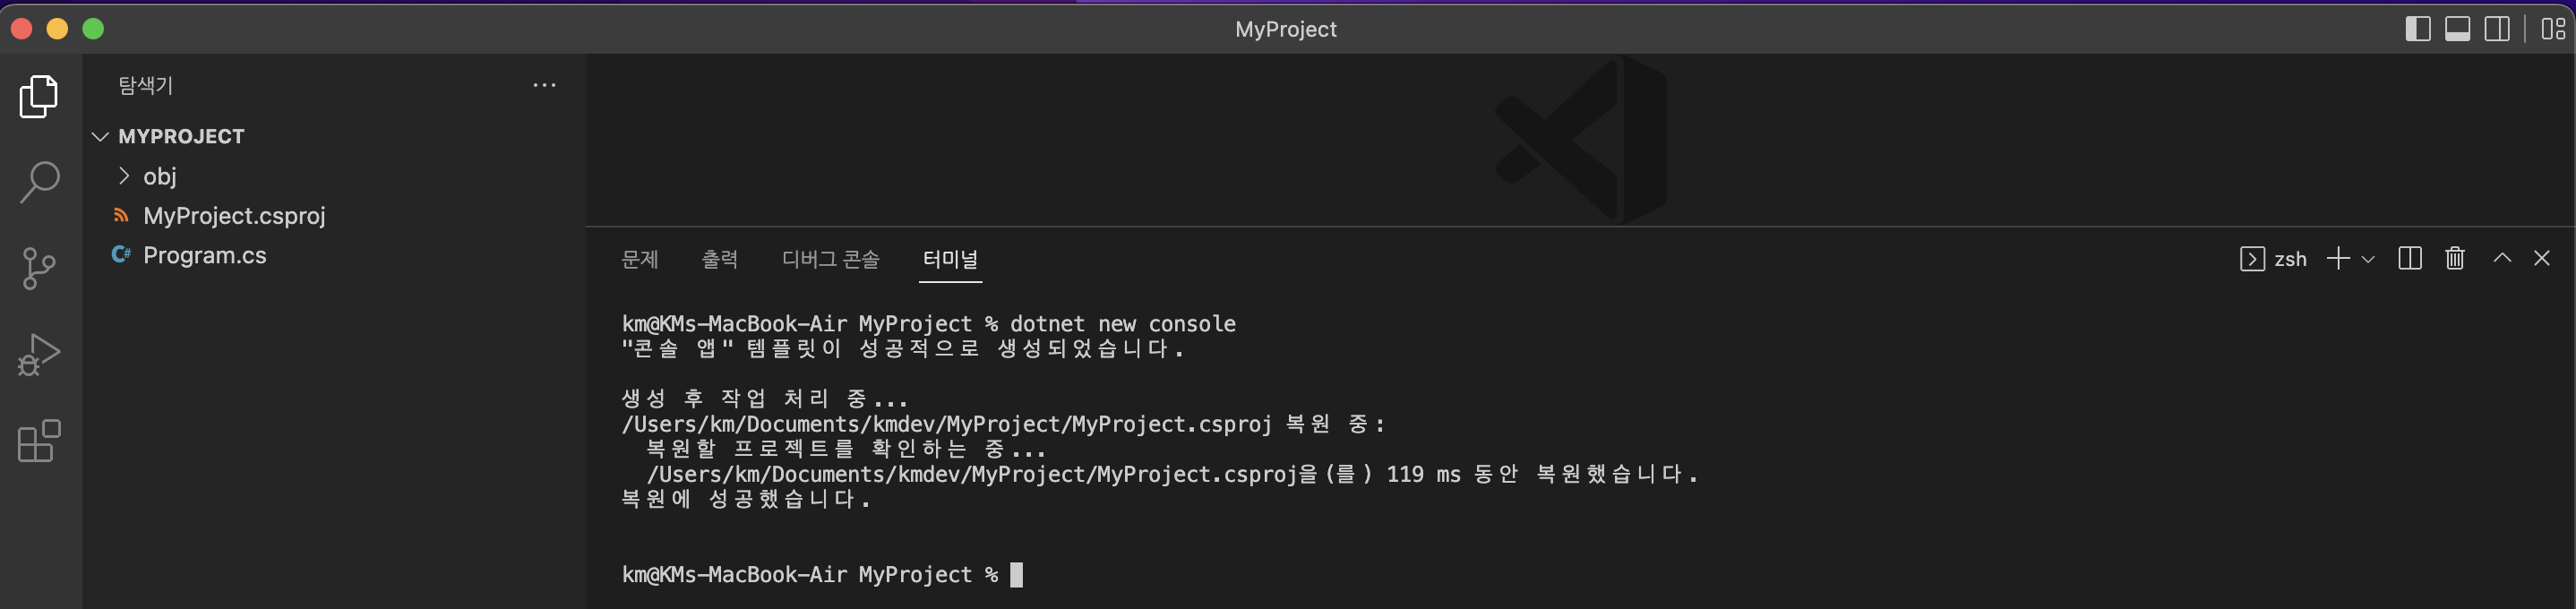 MyProject
탐색기
MYPROJECT
obj
MyProject.csproj
C# Program.cs
문제 출력 디버그 콘솔 터미널 zsh
km@KMs-MacBook-Air MyProject % dotnet new console
"콘솔 앱" 템플릿이 성공적으로 생성되었습니다.
생성 후 작업 처리 중...
/Users/km/Documents/kmdev/MyProject/MyProject.csproj 복원 중:
복원할 프로젝트를 확인하는 중...
/Users/km/Documents/kmdev/MyProject/MyProject.csproj을(를) 119 ms 동안 복원했습니다.
복원에 성공했습니다.
km@KMs-MacBook-Air MyProject %